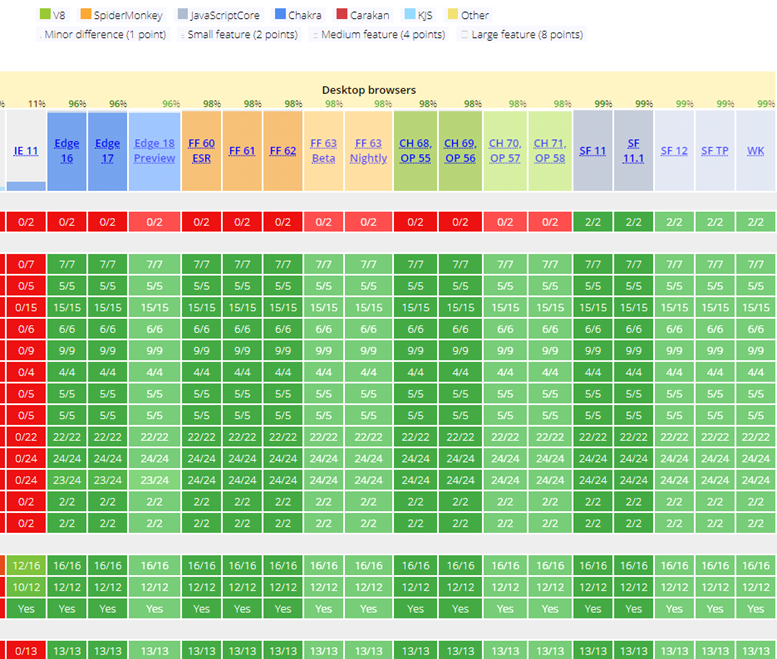 V8 SpiderMonkey JavaScriptCore Chakra Carakan KJS Other
Minor difference (1 point) Small feature (2 points) Medium feature (4 points) Large feature (8 points)
Desktop browsers
% 11% 96% 96% 96% 98% 98% 98% 98% 98% 98% 98% 98% 98% 99% 99% 99% 99% 99%
IE 11 Edge 16 Edge 17 Edge 18 Preview FF 60 ESR FF 61 FF 62 FF 63 Beta FF 63 Nightly CH 68, OP 55 CH 69, OP 56 CH 70, OP 57 CH 71, OP 58 SF 11 SF 11.1 SF 12 SF TP WK
0/2 0/2 0/2 0/2 0/2 0/2 0/2 0/2 0/2 0/2 0/2 0/2 0/2 2/2 2/2 2/2 2/2 2/2
0/7 7/7 7/7 7/7 7/7 7/7 7/7 7/7 7/7 7/7 7/7 7/7 7/7 7/7 7/7 7/7 7/7 7/7
0/5 5/5 5/5 5/5 5/5 5/5 5/5 5/5 5/5 5/5 5/5 5/5 5/5 5/5 5/5 5/5 5/5 5/5
0/15 15/15 15/15 15/15 15/15 15/15 15/15 15/15 15/15 15/15 15/15 15/15 15/15 15/15 15/15 15/15 15/15 15/15
0/6 6/6 6/6 6/6 6/6 6/6 6/6 6/6 6/6 6/6 6/6 6/6 6/6 6/6 6/6 6/6 6/6 6/6
0/9 9/9 9/9 9/9 9/9 9/9 9/9 9/9 9/9 9/9 9/9 9/9 9/9 9/9 9/9 9/9 9/9 9/9
0/4 4/4 4/4 4/4 4/4 4/4 4/4 4/4 4/4 4/4 4/4 4/4 4/4 4/4 4/4 4/4 4/4 4/4
0/5 5/5 5/5 5/5 5/5 5/5 5/5 5/5 5/5 5/5 5/5 5/5 5/5 5/5 5/5 5/5 5/5 5/5
0/5 5/5 5/5 5/5 5/5 5/5 5/5 5/5 5/5 5/5 5/5 5/5 5/5 5/5 5/5 5/5 5/5 5/5
0/22 22/22 22/22 22/22 22/22 22/22 22/22 22/22 22/22 22/22 22/22 22/22 22/22 22/22 22/22 22/22 22/22 22/22
0/24 24/24 24/24 24/24 24/24 24/24 24/24 24/24 24/24 24/24 24/24 24/24 24/24 24/24 24/24 24/24 24/24 24/24
0/24 23/24 23/24 23/24 24/24 24/24 24/24 24/24 24/24 24/24 24/24 24/24 24/24 24/24 24/24 24/24 24/24 24/24
0/2 2/2 2/2 2/2 2/2 2/2 2/2 2/2 2/2 2/2 2/2 2/2 2/2 2/2 2/2 2/2 2/2 2/2
0/2 2/2 2/2 2/2 2/2 2/2 2/2 2/2 2/2 2/2 2/2 2/2 2/2 2/2 2/2 2/2 2/2 2/2
12/16 16/16 16/16 16/16 16/16 16/16 16/16 16/16 16/16 16/16 16/16 16/16 16/16 16/16 16/16 16/16 16/16 16/16
10/12 12/12 12/12 12/12 12/12 12/12 12/12 12/12 12/12 12/12 12/12 12/12 12/12 12/12 12/12 12/12 12/12 12/12
Yes Yes Yes Yes Yes Yes Yes Yes Yes Yes Yes Yes Yes Yes Yes Yes Yes Yes
0/13 13/13 13/13 13/13 13/13 13/13 13/13 13/13 13/13 13/13 13/13 13/13 13/13 13/13 13/13 13/13 13/13 13/13